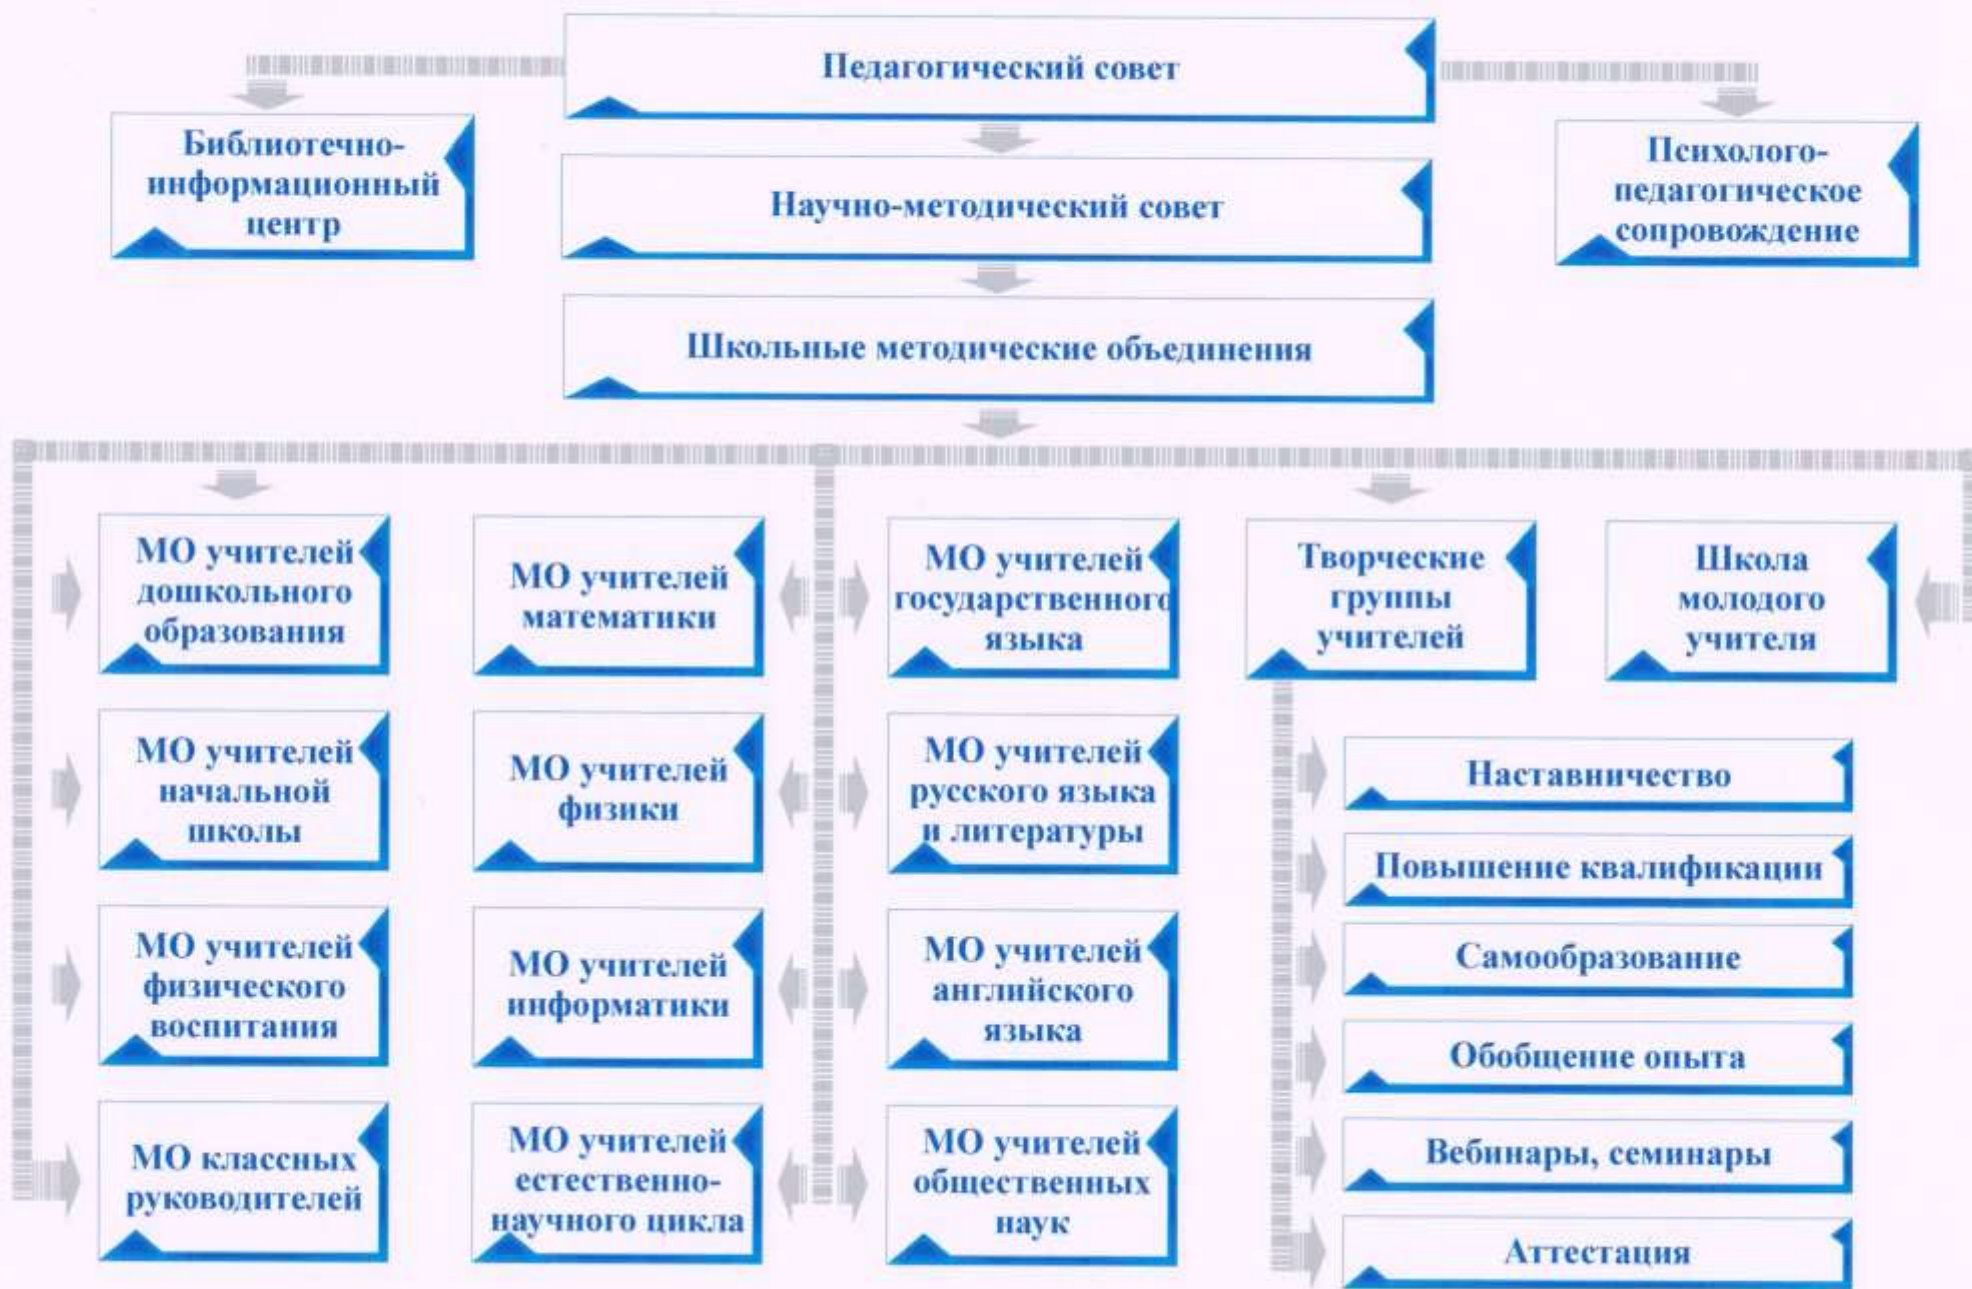 Педагогический совет
Библиотечно-
информационный
центр
Научно-методический совет
Психолого-
педагогическое
сопровождение
Школьные методические объединения
МО учителей
дошкольного
образования
МО учителей
математики
МО учителей
государственного
языка
Творческие
группы
учителей
Школа
молодого
учителя
МО учителей
начальной
школы
МО учителей
физики
МО учителей
русского языка
и литературы
Наставничество
Повышение квалификации
МО учителей
физического
воспитания
МО учителей
информатики
МО учителей
английского
языка
Самообразование
Обобщение опыта
МО классных
руководителей
МО учителей
естественно-
научного цикла
МО учителей
общественных
наук
Вебинары, семинары
Аттестация